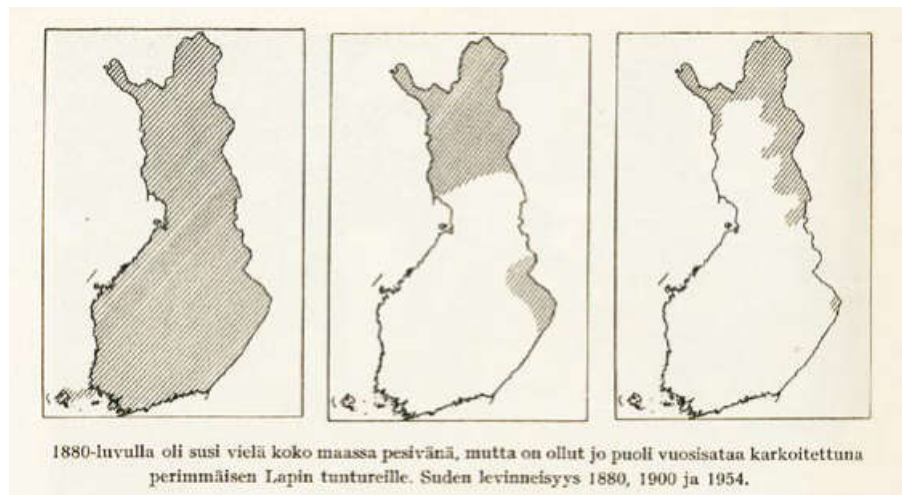 1880-luvulla oli susi vielä koko maassa pesivänä, mutta on ollut jo puoli vuosisataa karkoitettuna
perimmäisen Lapin tuntureille. Suden levinneisyys 1880, 1900 ja 1954.